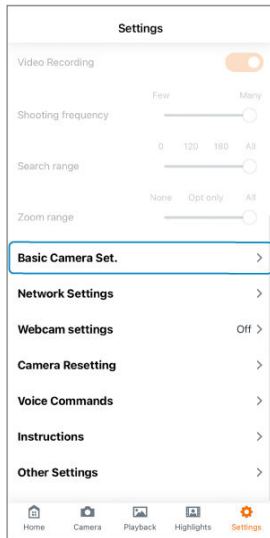 Settings
Video Recording
Few Many
Shooting frequency
0 120 180 All
Search range
None Opt only All
Zoom range
Basic Camera Set.
Network Settings
Webcam settings Off
Camera Resetting
Voice Commands
Instructions
Other Settings
Home Camera Playback Highlights Settings